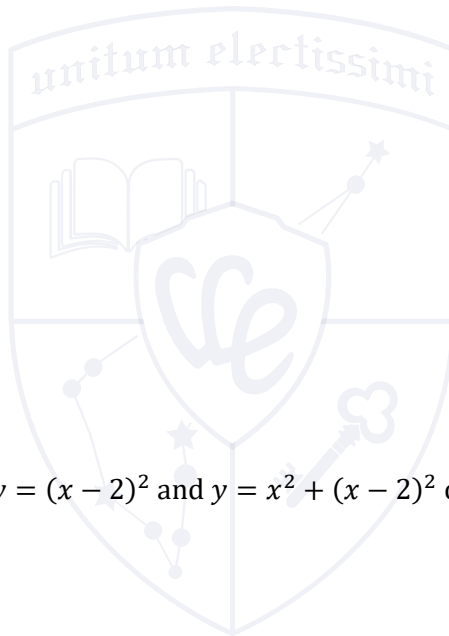 unitum electissimi
= (x − 2)² and y = x² + (x − 2)²